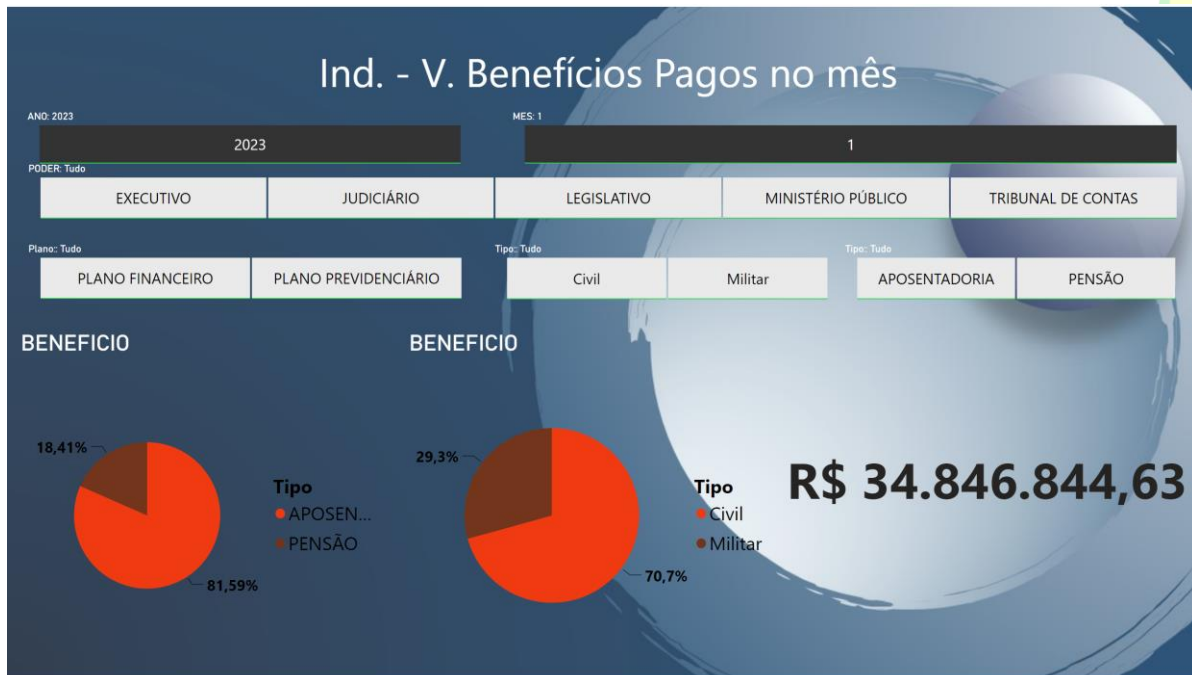 Ind. - V. Benefícios Pagos no mês
ANO: 2023
MES: 1
2023
1
PODER: Tudo
EXECUTIVO
JUDICIÁRIO
LEGISLATIVO
MINISTÉRIO PÚBLICO
TRIBUNAL DE CONTAS
Plano:: Tudo
Tipo:: Tudo
Tipo:: Tudo
PLANO FINANCEIRO
PLANO PREVIDENCIÁRIO
Civil
Militar
APOSENTADORIA
PENSÃO
BENEFICIO
BENEFICIO
18,41%
81,59%
Tipo
APOSEN...
PENSÃO
29,3%
70,7%
Tipo
Civil
Militar
R$ 34.846.844,63